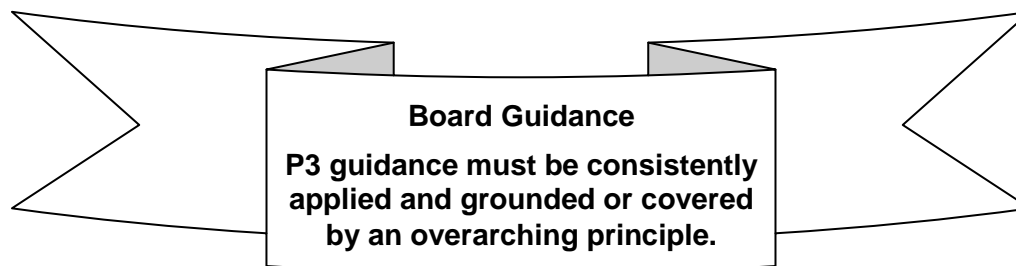 Board Guidance
P3 guidance must be consistently
applied and grounded or covered
by an overarching principle.